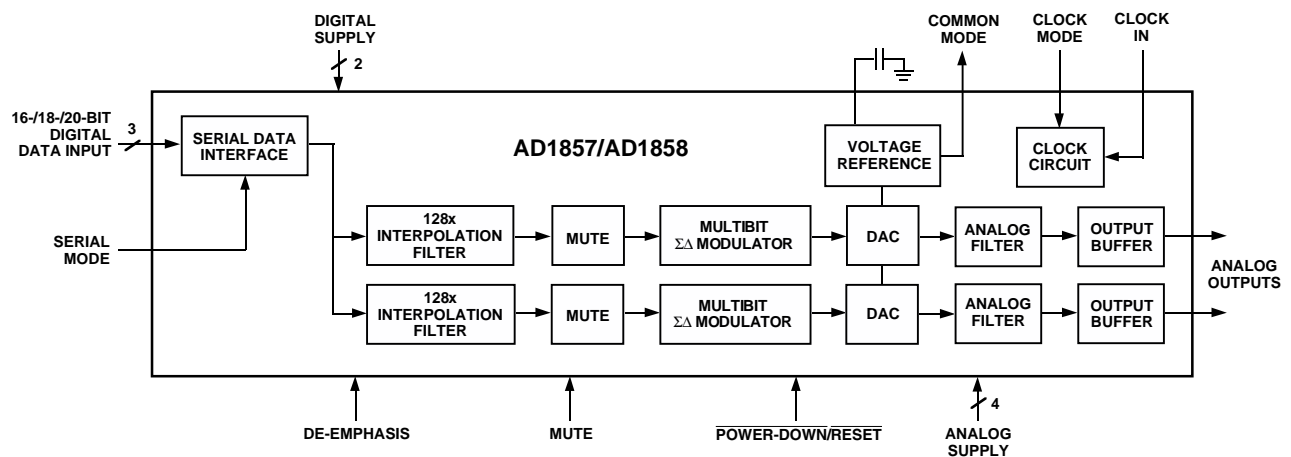 DIGITAL
SUPPLY
2
COMMON
MODE
CLOCK
MODE
CLOCK
IN
16-/18-/20-BIT
DIGITAL
DATA INPUT
3
SERIAL DATA
INTERFACE
AD1857/AD1858
VOLTAGE
REFERENCE
CLOCK
CIRCUIT
SERIAL
MODE
128x
INTERPOLATION
FILTER
MUTE
MULTIBIT
ΣΔ MODULATOR
DAC
ANALOG
FILTER
OUTPUT
BUFFER
128x
INTERPOLATION
FILTER
MUTE
MULTIBIT
ΣΔ MODULATOR
DAC
ANALOG
FILTER
OUTPUT
BUFFER
ANALOG
OUTPUTS
DE-EMPHASIS
MUTE
POWER-DOWN/RESET
4
ANALOG
SUPPLY